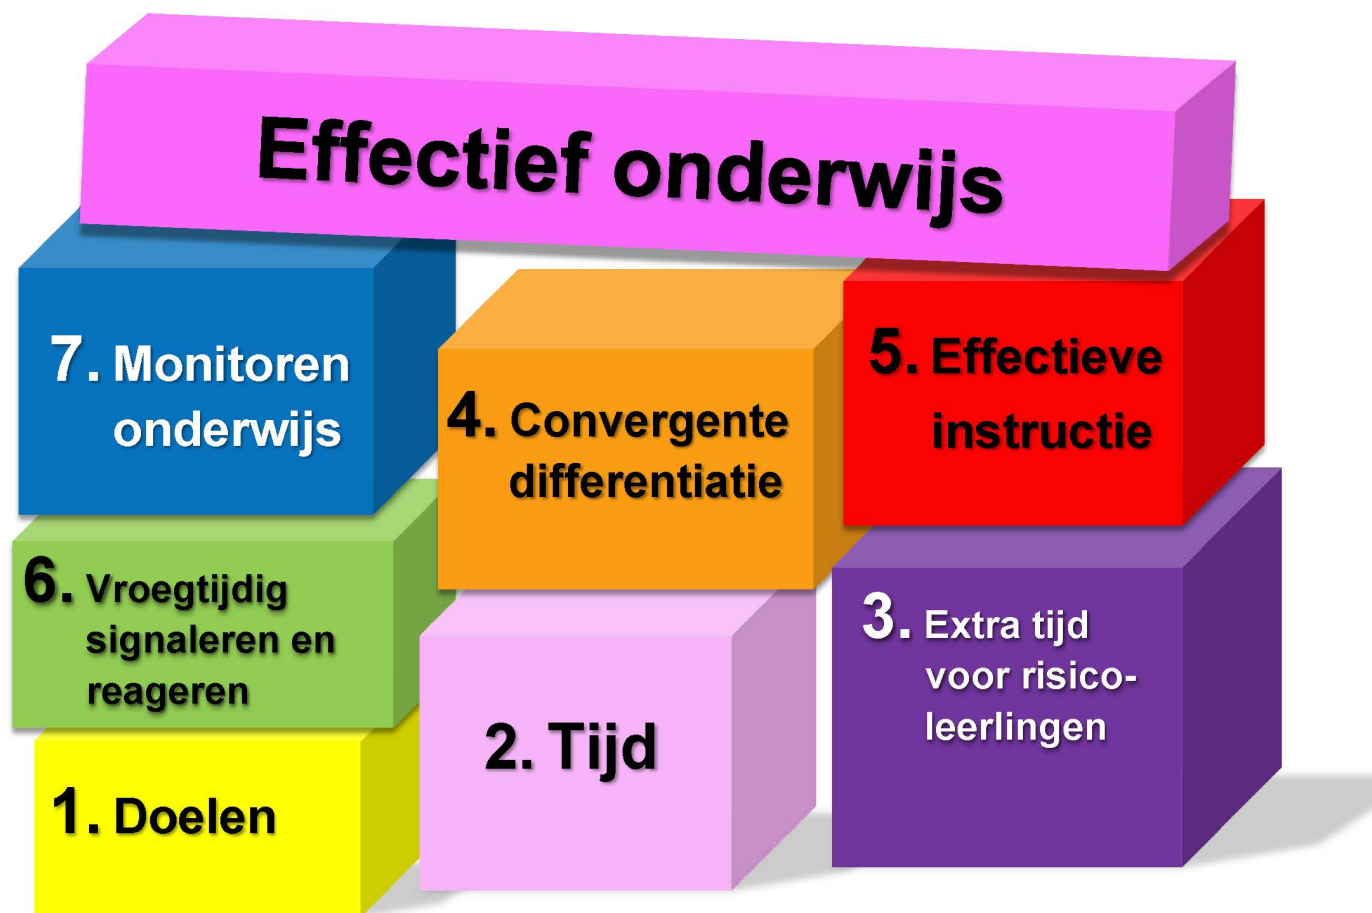 Effectief onderwijs
7. Monitoren
onderwijs
4. Convergente
differentiatie
5. Effectieve
instructie
6. Vroegtijdig
signaleren en
reageren
3. Extra tijd
voor risico-
leerlingen
2. Tijd
1. Doelen